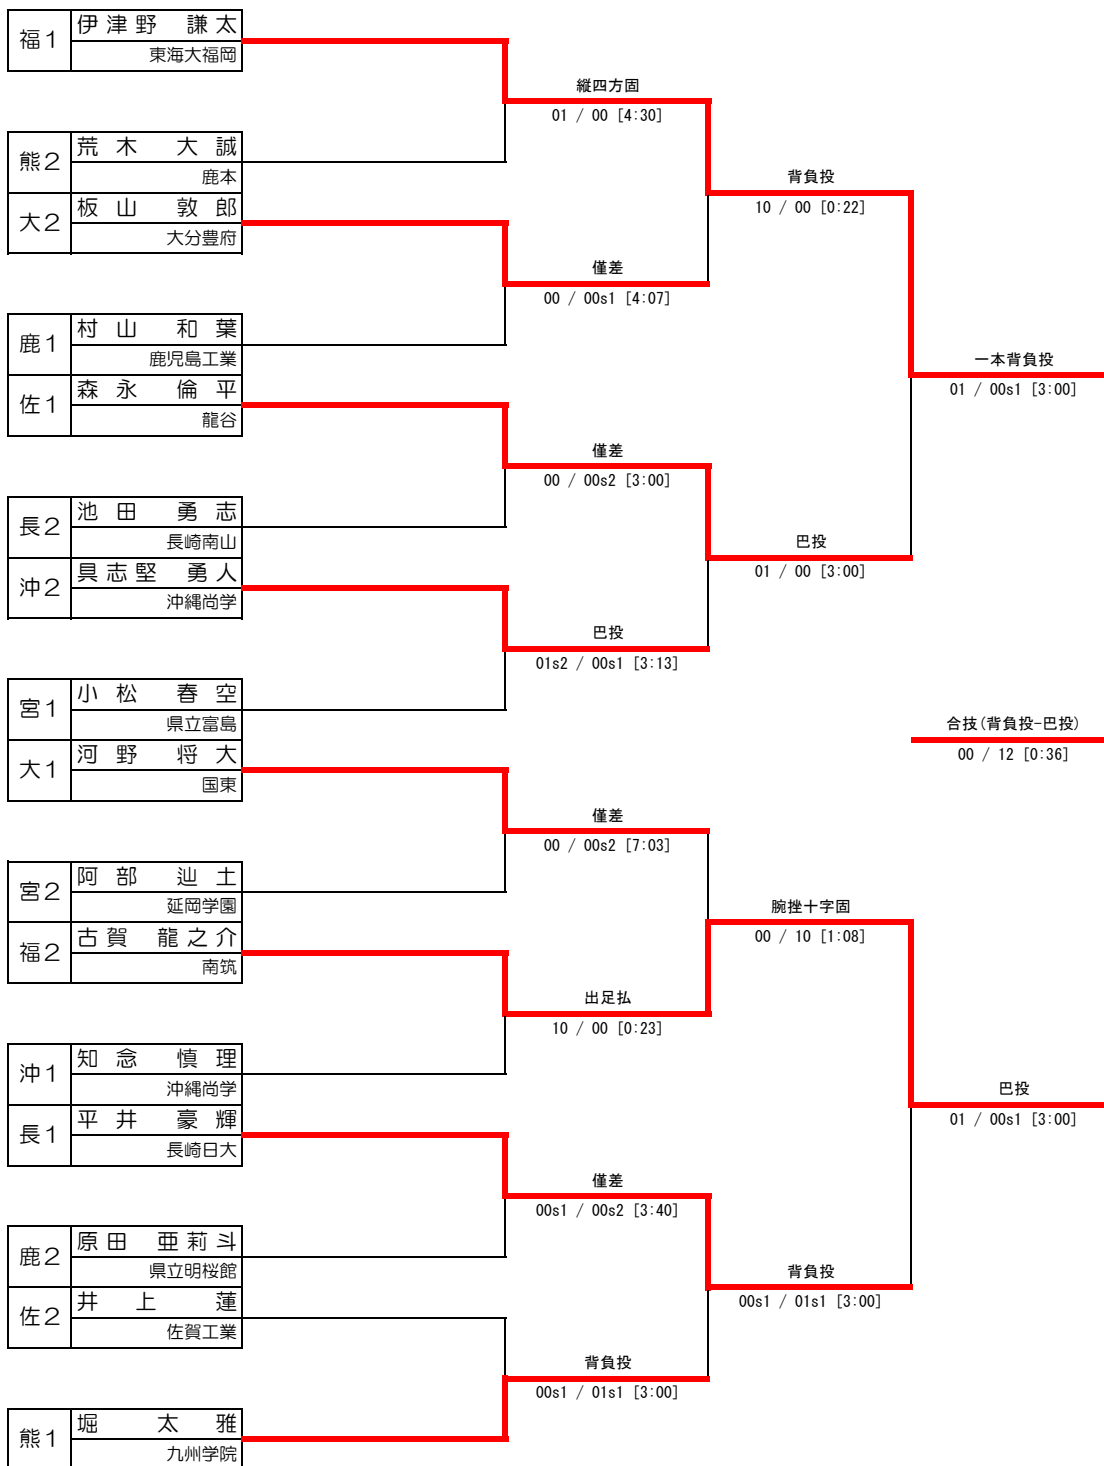 福1
伊津野 謙太
東海大福岡
縦四方固
01 / 00 [4:30]
熊2
荒木 大誠
鹿本
背負投
10 / 00 [0:22]
大2
板山 敦郎
大分豊府
僅差
00 / 00s1 [4:07]
鹿1
村山 和葉
鹿児島工業
一本背負投
01 / 00s1 [3:00]
佐1
森永 倫平
龍谷
僅差
00 / 00s2 [3:00]
長2
池田 勇志
長崎南山
巴投
01 / 00 [3:00]
沖2
具志堅 勇人
沖縄尚学
巴投
01s2 / 00s1 [3:13]
宮1
小松 春空
県立富島
合技(背負投-巴投)
00 / 12 [0:36]
大1
河野 将大
国東
僅差
00 / 00s2 [7:03]
宮2
阿部 辿土
延岡学園
腕挫十字固
00 / 10 [1:08]
福2
古賀 龍之介
南筑
出足払
10 / 00 [0:23]
沖1
知念 慎理
沖縄尚学
巴投
01 / 00s1 [3:00]
長1
平井 豪輝
長崎日大
僅差
00s1 / 00s2 [3:40]
鹿2
原田 亜莉斗
県立明桜館
背負投
00s1 / 01s1 [3:00]
佐2
井上 蓮
佐賀工業
背負投
00s1 / 01s1 [3:00]
熊1
堀 太雅
九州学院